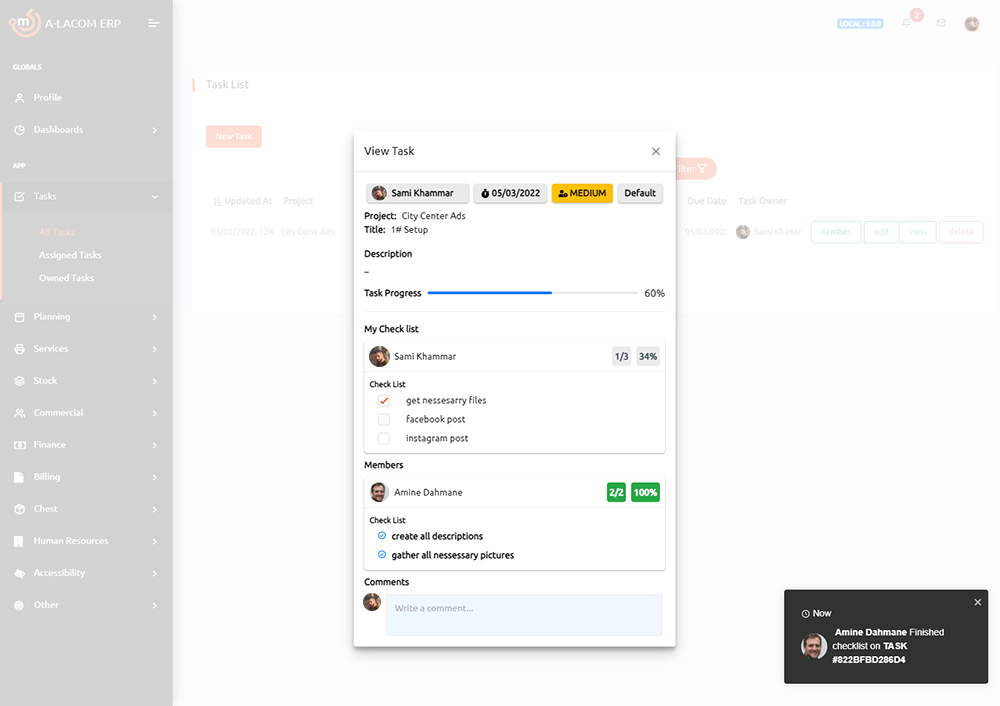 A-LACOM ERP
LOCAL : 1.8.0
2
GLOBALS
Profile
Dashboards
APP
Tasks
All Tasks
Assigned Tasks
Owned Tasks
Planning
Services
Stock
Commercial
Finance
Billing
Chest
Human Resources
Accessibility
Other
Task List
New Task
Filter
Updated At Project Due Date Task Owner
03/03/2022, 1:36 City Ceter Ads 05/03/2022 Sami Khamar members edit view delete
View Task
Sami Khammar 05/03/2022 MEDIUM Default
Project: City Center Ads
Title: 1# Setup
Description
–
Task Progress 60%
My Check list
Sami Khammar 1/3 34%
Check List
get nessesarry files
facebook post
instagram post
Members
Amine Dahmane 2/2 100%
Check List
create all descriptions
gather all nessessary pictures
Comments
Write a comment...
Now
Amine Dahmane Finished
checklist on TASK
#822BFBD286D4